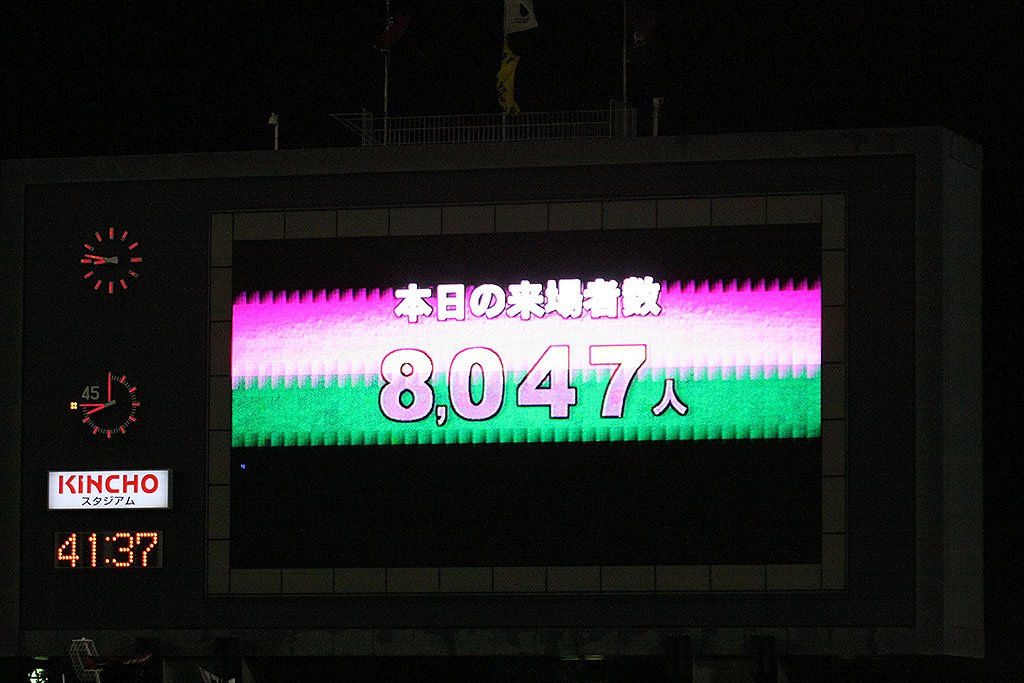 本日の来場者数
8,047人
45
KINCHO
スタジアム
41:37